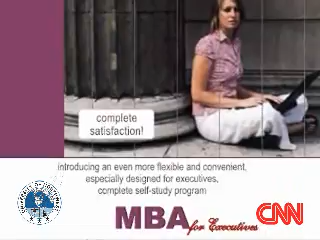 complete
satisfaction!
introducing an even more flexible and convenient,
especially designed for executives,
complete self-study program
MBA for Executives
CNN